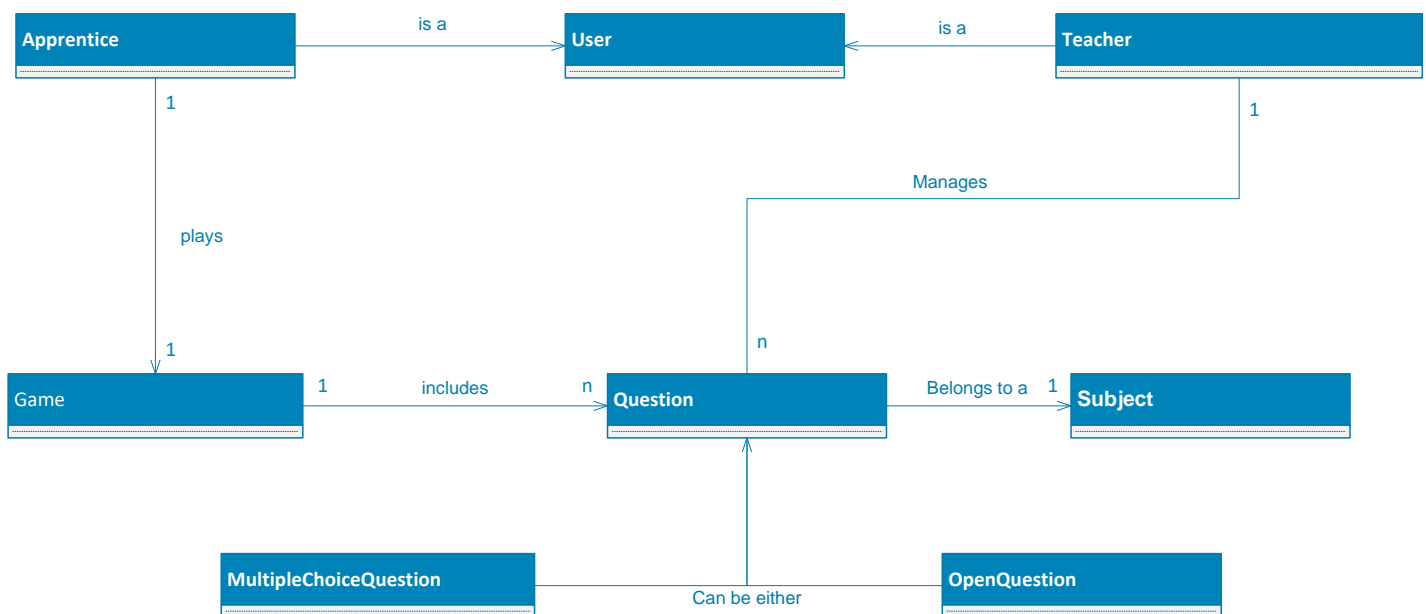 Apprentice
is a
User
is a
Teacher
1
1
Manages
plays
n
1
Game
1
includes
n
Question
Belongs to a
1
Subject
MultipleChoiceQuestion
Can be either
OpenQuestion